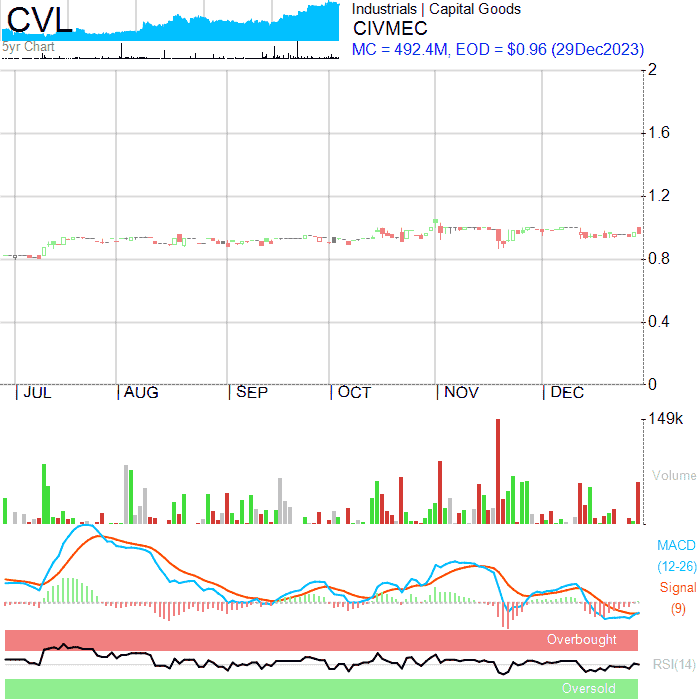 CVL
5yr Chart
Industrials | Capital Goods
CIVMEC
MC = 492.4M, EOD = $0.96 (29Dec2023)
2
1.6
1.2
0.8
0.4
0
| JUL | AUG | SEP | OCT | NOV | DEC
149k
Volume
MACD
(12-26)
Signal
(9)
Overbought
RSI(14)
Oversold